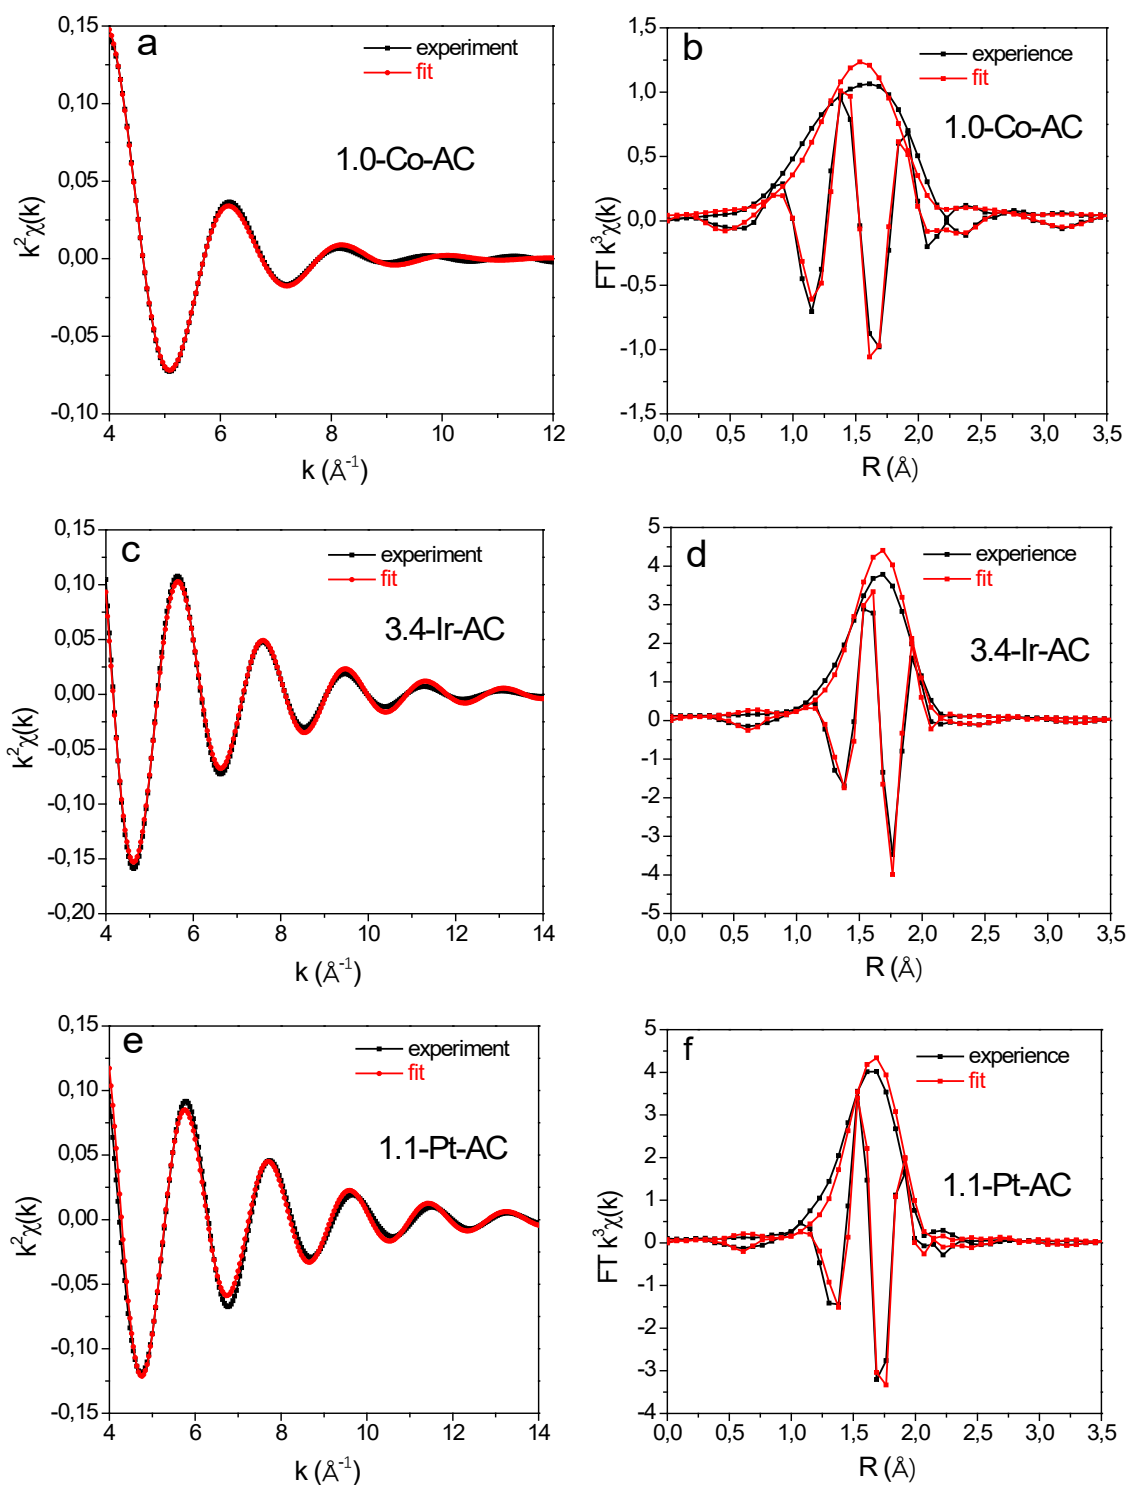 a
experiment
fit
1.0-Co-AC
0,15
0,10
0,05
0,00
-0,05
-0,10
k²χ(k)
4 6 8 10 12
k (Å⁻¹)
b
experience
fit
1.0-Co-AC
1,5
1,0
0,5
0,0
-0,5
-1,0
-1,5
FT k³χ(k)
0,0 0,5 1,0 1,5 2,0 2,5 3,0 3,5
R (Å)
c
experiment
fit
3.4-Ir-AC
0,15
0,10
0,05
0,00
-0,05
-0,10
-0,15
-0,20
k²χ(k)
4 6 8 10 12 14
k (Å⁻¹)
d
experience
fit
3.4-Ir-AC
5
4
3
2
1
0
-1
-2
-3
-4
-5
FT k³χ(k)
0,0 0,5 1,0 1,5 2,0 2,5 3,0 3,5
R (Å)
e
experiment
fit
1.1-Pt-AC
0,15
0,10
0,05
0,00
-0,05
-0,10
-0,15
k²χ(k)
4 6 8 10 12 14
k (Å⁻¹)
f
experience
fit
1.1-Pt-AC
5
4
3
2
1
0
-1
-2
-3
-4
FT k³χ(k)
0,0 0,5 1,0 1,5 2,0 2,5 3,0 3,5
R (Å)